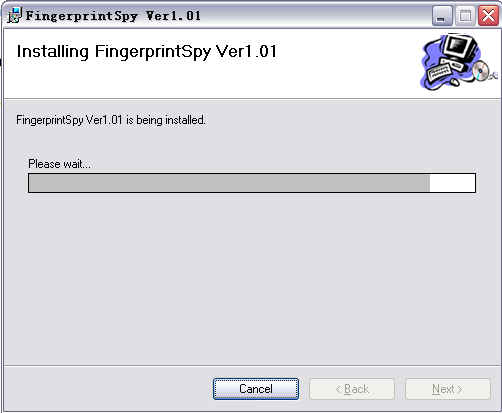 FingerprintSpy Ver1.01
Installing FingerprintSpy Ver1.01
FingerprintSpy Ver1.01 is being installed.
Please wait...
Cancel
< Back
Next >